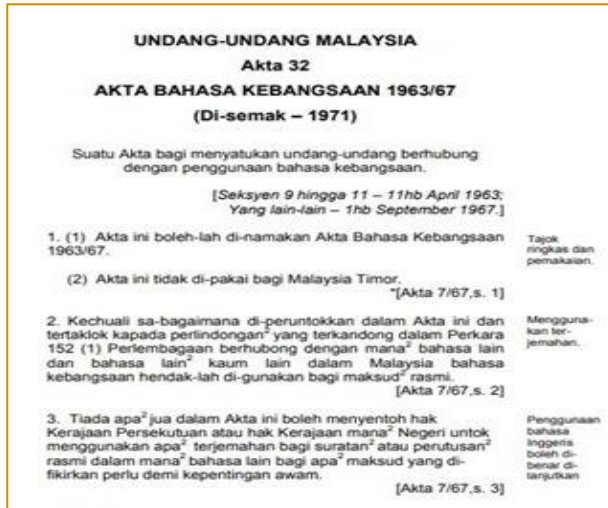 UNDANG-UNDANG MALAYSIA
Akta 32
AKTA BAHASA KEBANGSAAN 1963/67
(Di-semak – 1971)
Suatu Akta bagi menyatukan undang-undang berhubung
dengan penggunaan bahasa kebangsaan.
[Seksyen 9 hingga 11 – 11hb April 1963;
Yang lain-lain – 1hb September 1967.]
1. (1) Akta ini boleh-lah di-namakan Akta Bahasa Kebangsaan
1963/67.
Tajok
ringkas dan
pemakaian.
(2) Akta ini tidak di-pakai bagi Malaysia Timor.
*[Akta 7/67,s. 1]
2. Kechuali sa-bagaimana di-peruntokkan dalam Akta ini dan
tertaklok kapada perlindongan² yang terkandong dalam Perkara
152 (1) Perlembagaan berhubong dengan mana² bahasa lain
dan bahasa lain² kaum lain dalam Malaysia bahasa
kebangsaan hendak-lah di-gunakan bagi maksud² rasmi.
[Akta 7/67,s. 2]
Mengguna-
kan ter-
jemahan.
3. Tiada apa² jua dalam Akta ini boleh menyentoh hak
Kerajaan Persekutuan atau hak Kerajaan mana² Negeri untok
menggunakan apa² terjemahan bagi suratan² atau perutusan²
rasmi dalam mana² bahasa lain bagi apa² maksud yang di-
fikirkan perlu demi kepentingan awam.
[Akta 7/67,s. 3]
Penggunaan
bahasa
Inggeris
boleh di-
benar di-
lanjutkan